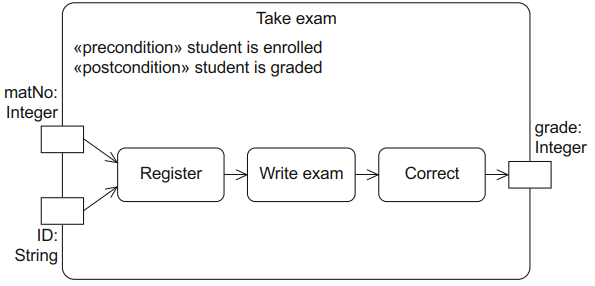 Take exam
«precondition» student is enrolled
«postcondition» student is graded
matNo:
Integer
grade:
Integer
Register
Write exam
Correct
ID:
String